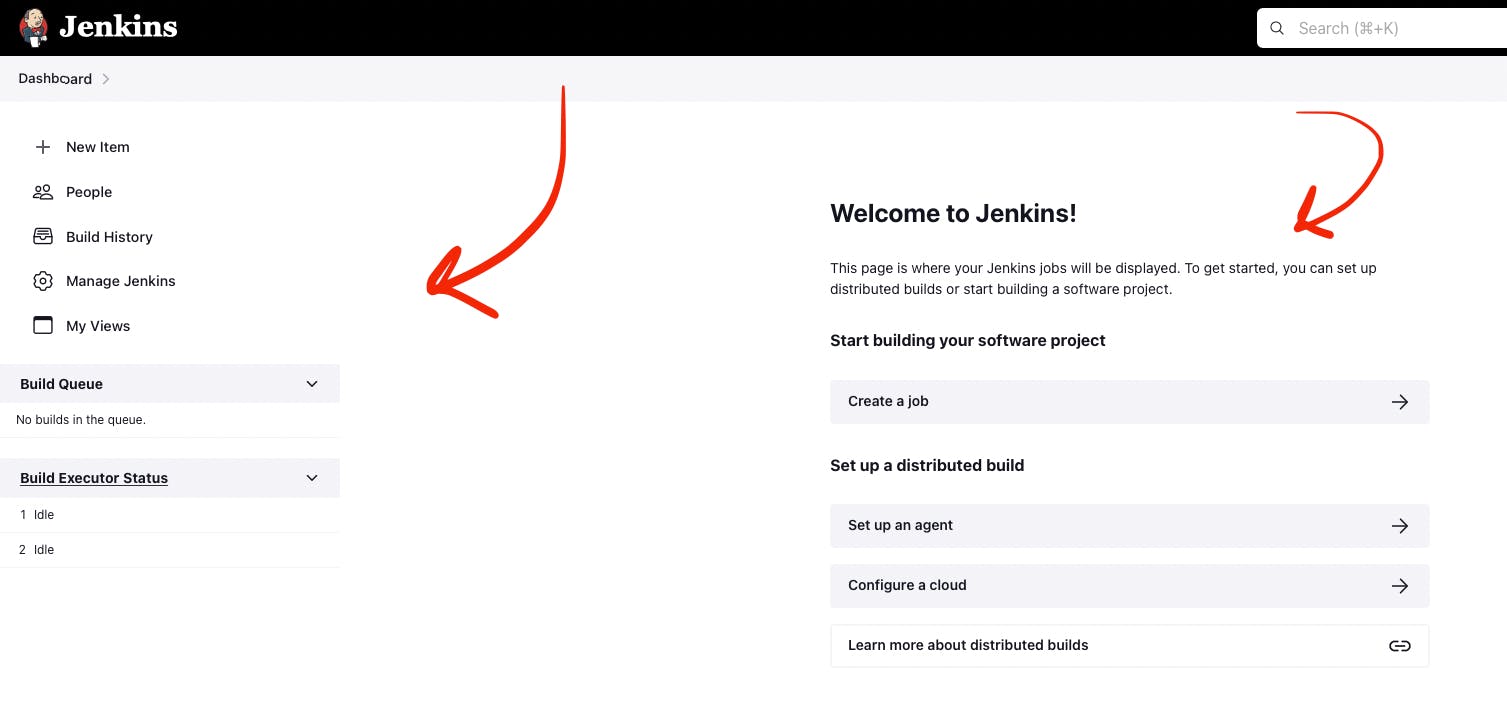 Jenkins
Search (⌘+K)
Dashboard
New Item
People
Build History
Manage Jenkins
My Views
Build Queue
No builds in the queue.
Build Executor Status
1 Idle
2 Idle
Welcome to Jenkins!
This page is where your Jenkins jobs will be displayed. To get started, you can set up
distributed builds or start building a software project.
Start building your software project
Create a job
Set up a distributed build
Set up an agent
Configure a cloud
Learn more about distributed builds